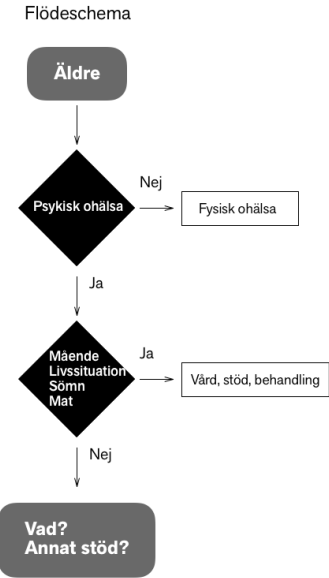 Flödeschema
Äldre
Psykisk ohälsa
Nej
Fysisk ohälsa
Ja
Mående
Livssituation
Sömn
Mat
Ja
Vård, stöd, behandling
Nej
Vad?
Annat stöd?